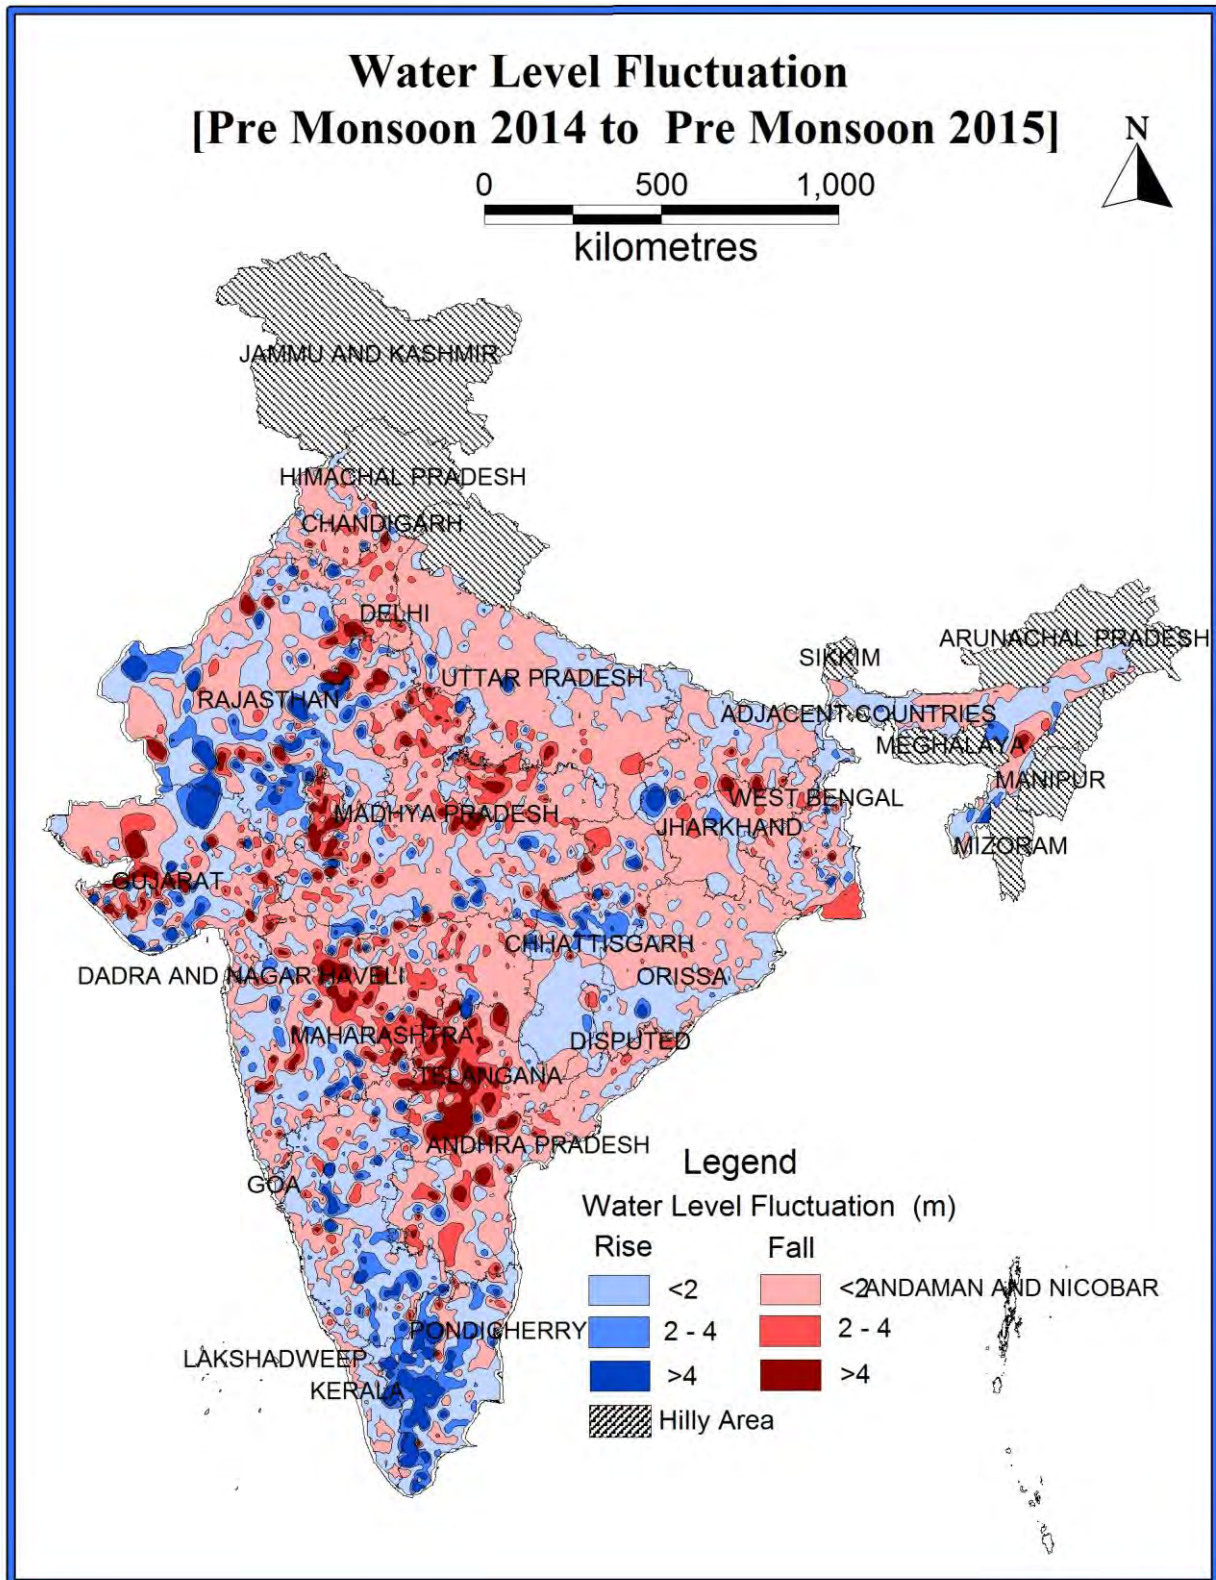 Water Level Fluctuation
[Pre Monsoon 2014 to Pre Monsoon 2015]
N
0 500 1,000
kilometres
JAMMU AND KASHMIR
HIMACHAL PRADESH
CHANDIGARH
DELHI
ARUNACHAL PRADESH
SIKKIM
UTTAR PRADESH
RAJASTHAN
ADJACENT COUNTRIES
MEGHALAYA
MANIPUR
WEST BENGAL
MADHYA PRADESH
JHARKHAND
MIZORAM
GUJARAT
CHHATTISGARH
DADRA AND NAGAR HAVELI
ORISSA
MAHARASHTRA
DISPUTED
TELANGANA
ANDHRA PRADESH
GOA
Legend
Water Level Fluctuation (m)
Rise Fall
<2 <2
ANDAMAN AND NICOBAR
2 - 4 2 - 4
PONDICHERRY
LAKSHADWEEP
>4 >4
KERALA
Hilly Area